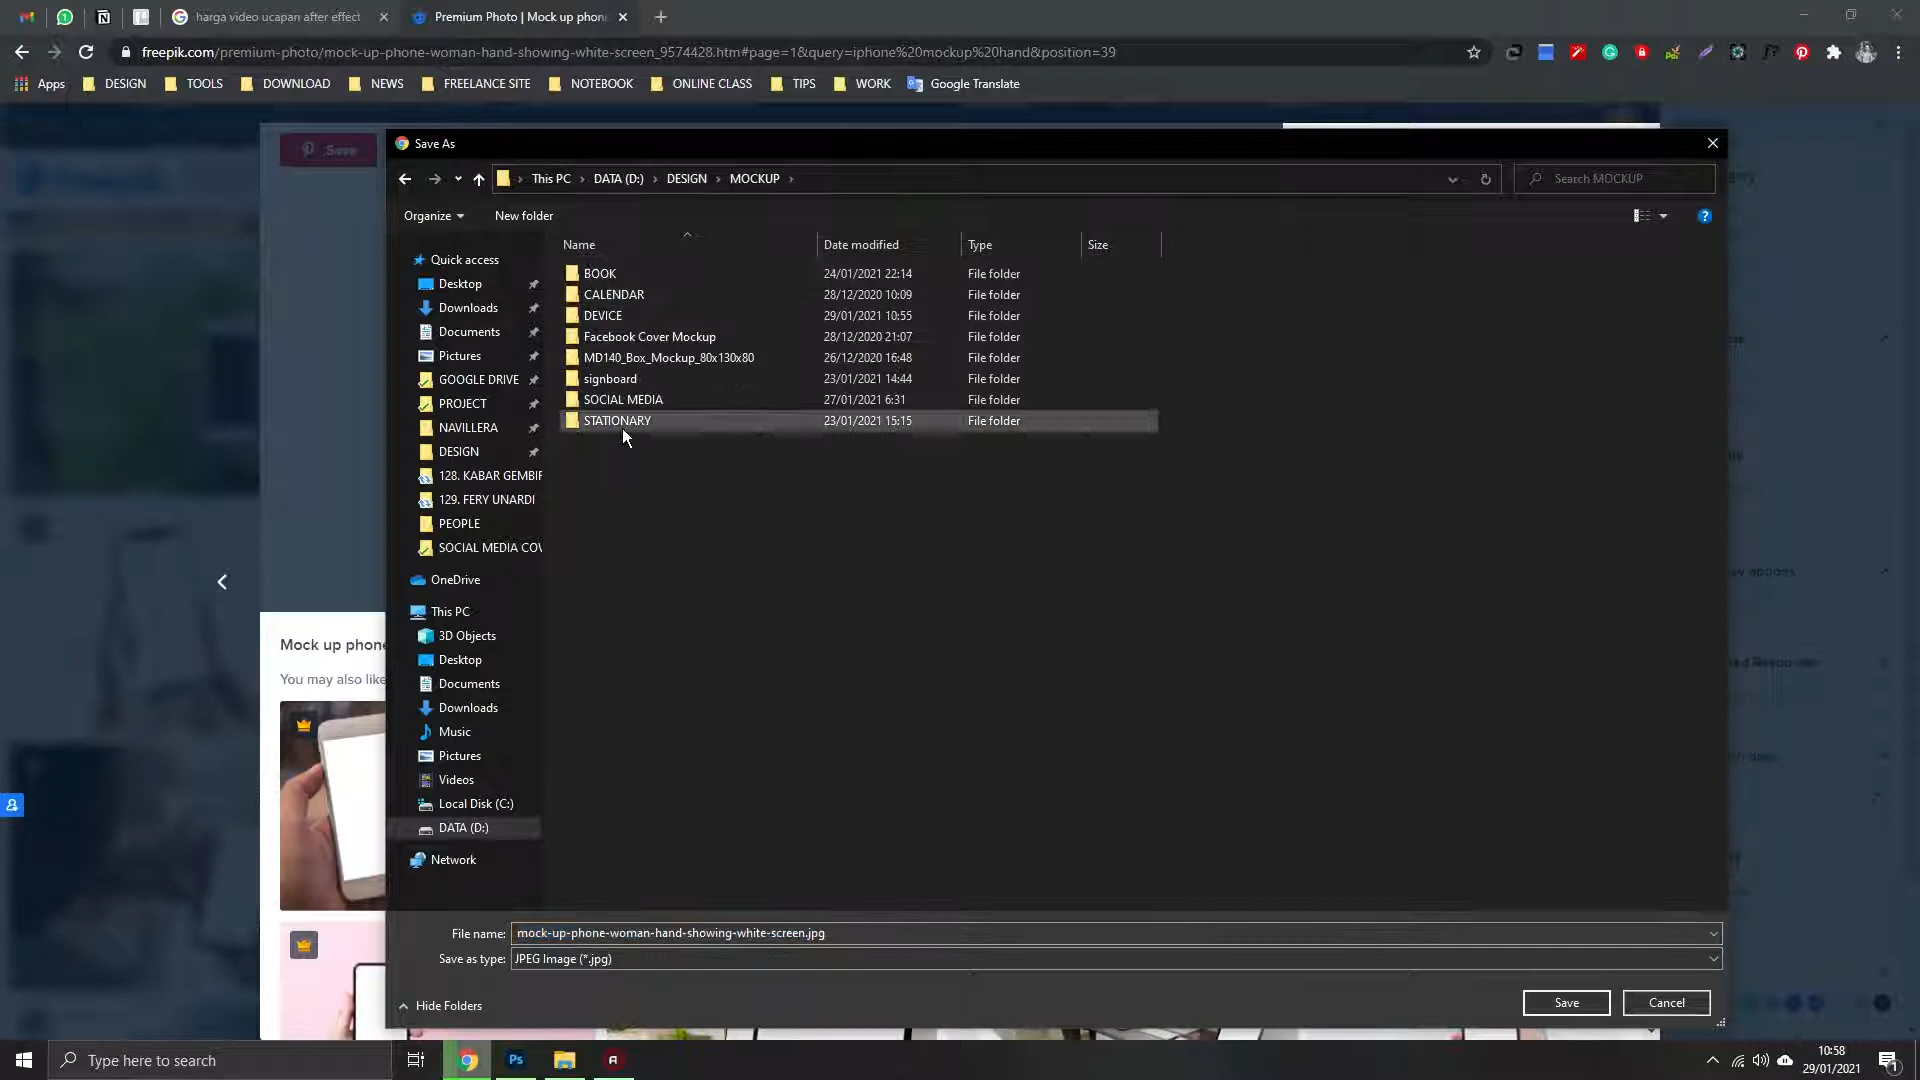 harga video ucapan after effect
Premium Photo | Mock up phon
freepik.com/premium-photo/mock-up-phone-woman-hand-showing-white-screen_9574428.htm#page=1&query=iphone%20mockup%20hand&position=39
Apps DESIGN TOOLS DOWNLOAD NEWS FREELANCE SITE NOTEBOOK ONLINE CLASS TIPS WORK Google Translate
Save
Save As
This PC DATA (D:) DESIGN MOCKUP
Search MOCKUP
Organize New folder
Name Date modified Type Size
BOOK 24/01/2021 22:14 File folder
CALENDAR 28/12/2020 10:09 File folder
DEVICE 29/01/2021 10:55 File folder
Facebook Cover Mockup 28/12/2020 21:07 File folder
MD140_Box_Mockup_80x130x80 26/12/2020 16:48 File folder
signboard 23/01/2021 14:44 File folder
SOCIAL MEDIA 27/01/2021 6:31 File folder
STATIONARY 23/01/2021 15:15 File folder
Quick access
Desktop
Downloads
Documents
Pictures
GOOGLE DRIVE
PROJECT
NAVILLERA
DESIGN
128. KABAR GEMBIF
129. FERY UNARDI
PEOPLE
SOCIAL MEDIA COV
OneDrive
This PC
3D Objects
Desktop
Documents
Downloads
Music
Pictures
Videos
Local Disk (C:)
DATA (D:)
Network
Mock up phone
You may also like
File name: mock-up-phone-woman-hand-showing-white-screen.jpg
Save as type: JPEG Image (*.jpg)
Hide Folders
Save Cancel
Type here to search
Ps
10:58
29/01/2021